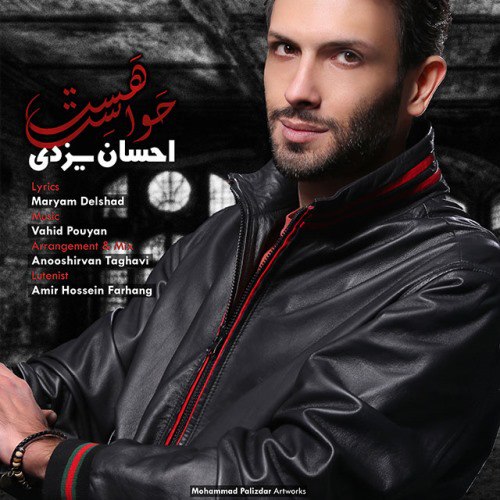 حواست هست
احسان یزدی
Lyrics
Maryam Delshad
Music
Vahid Pouyan
Arrangement & Mix
Anooshirvan Taghavi
Lutenist
Amir Hossein Farhang
Mohammad Palizdar Artworks